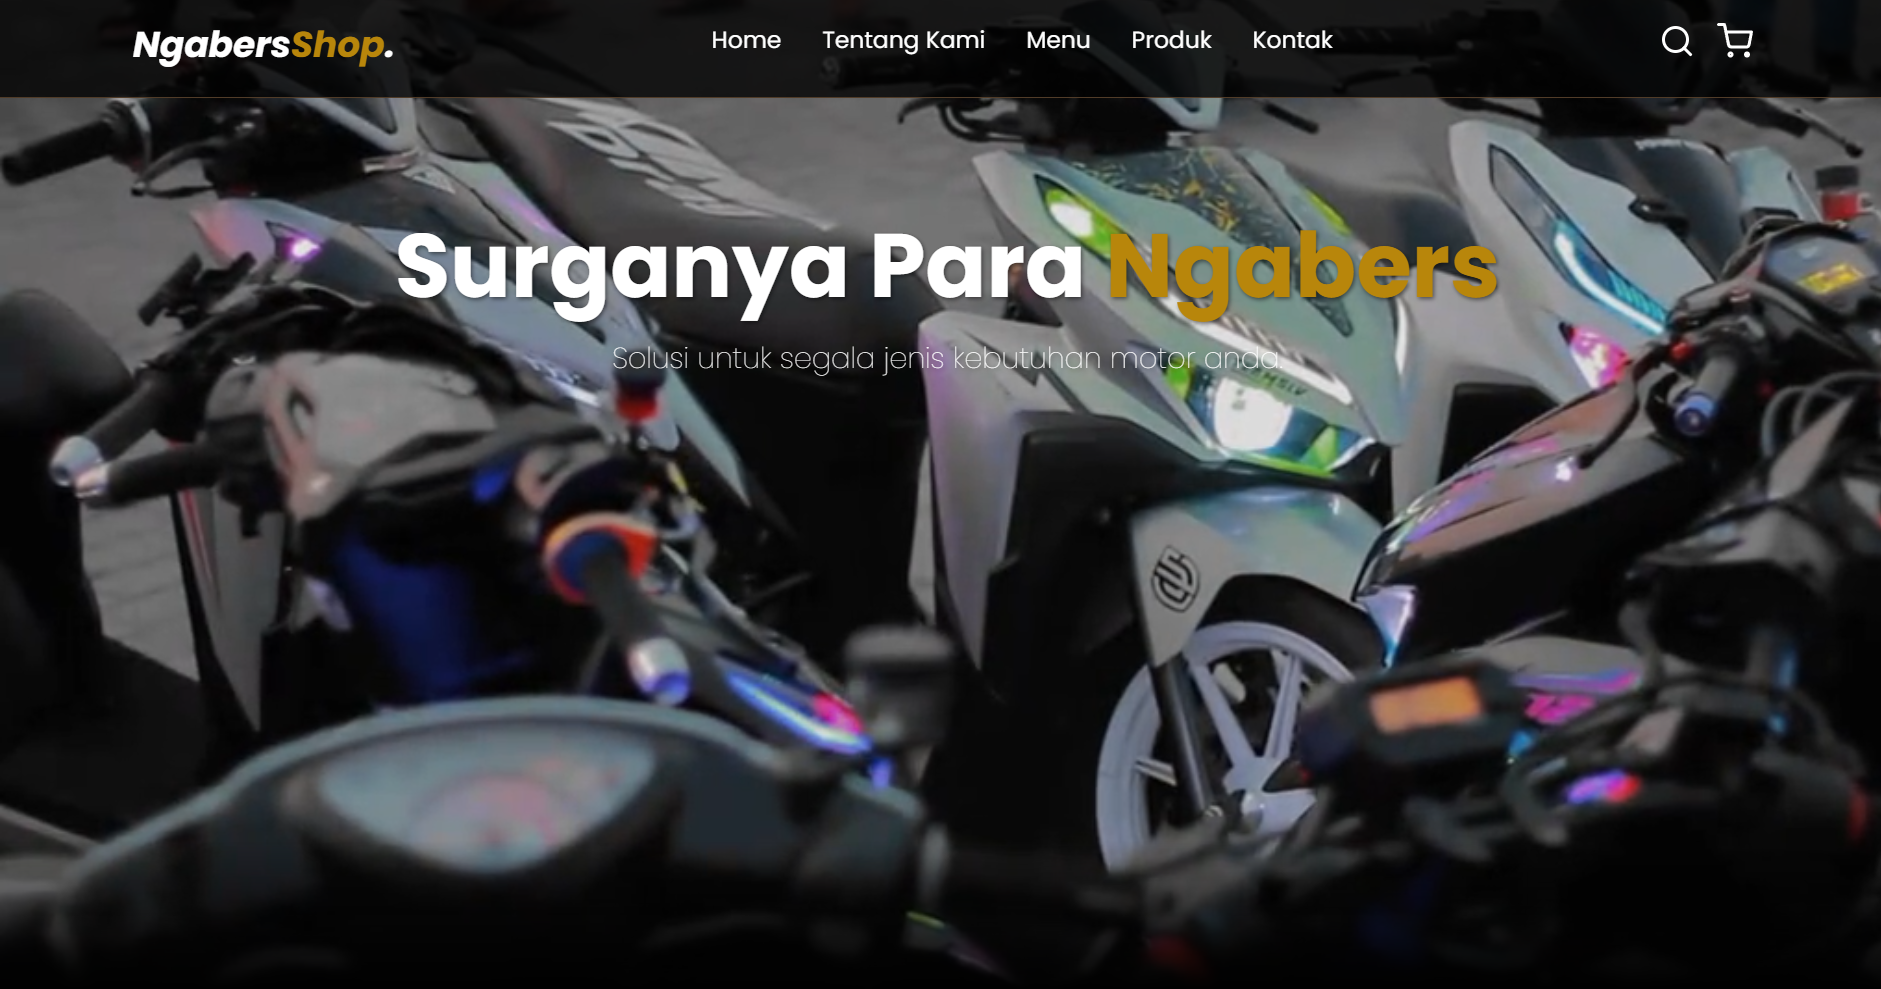 NgabersShop.
Home Tentang Kami Menu Produk Kontak
Surganya Para Ngabers
Solusi untuk segala jenis kebutuhan motor anda.